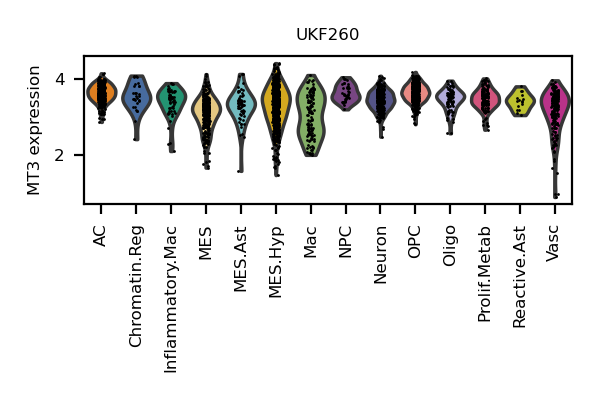 UKF260
MT3 expression
4
2
AC
Chromatin.Reg
Inflammatory.Mac
MES
MES.Ast
MES.Hyp
Mac
NPC
Neuron
OPC
Oligo
Prolif.Metab
Reactive.Ast
Vasc